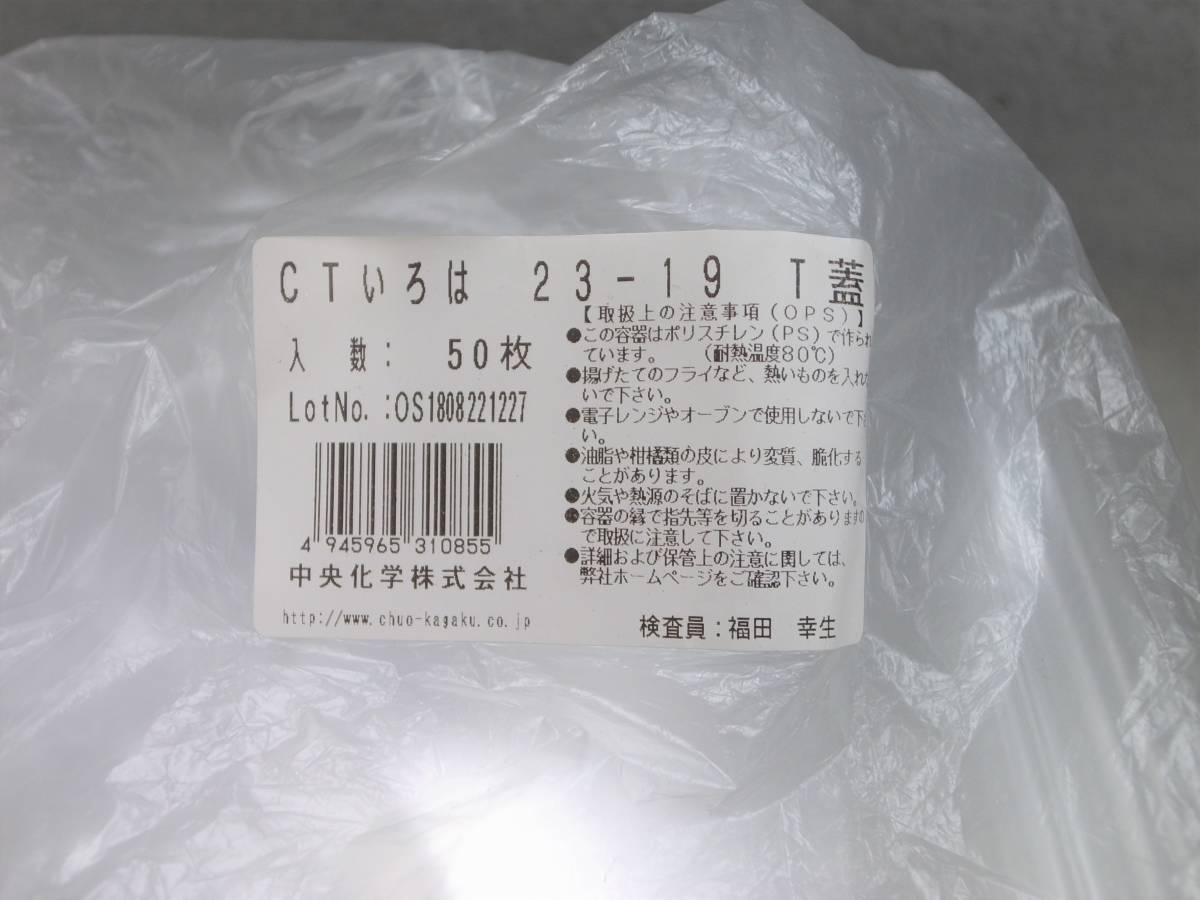 CTいろは 23-19 T蓋
入 数: 50枚
LotNo.:OS1808221227
4 945965 310855
中央化学株式会社
http://www.chuo-kagaku.co.jp
【取扱上の注意事項(OPS)】
●この容器はポリスチレン(PS)で作られ
ています。 (耐熱温度80℃)
●揚げたてのフライなど、熱いものを入れな
いで下さい。
●電子レンジやオーブンで使用しないで下さ
い。
●油脂や柑橘類の皮により変質、脆化する
ことがあります。
●火気や熱源のそばに置かないで下さい。
●容器の縁で指先等を切ることがありますの
で取扱に注意して下さい。
●詳細および保管上の注意に関しては、
弊社ホームページをご確認下さい。
検査員:福田 幸生